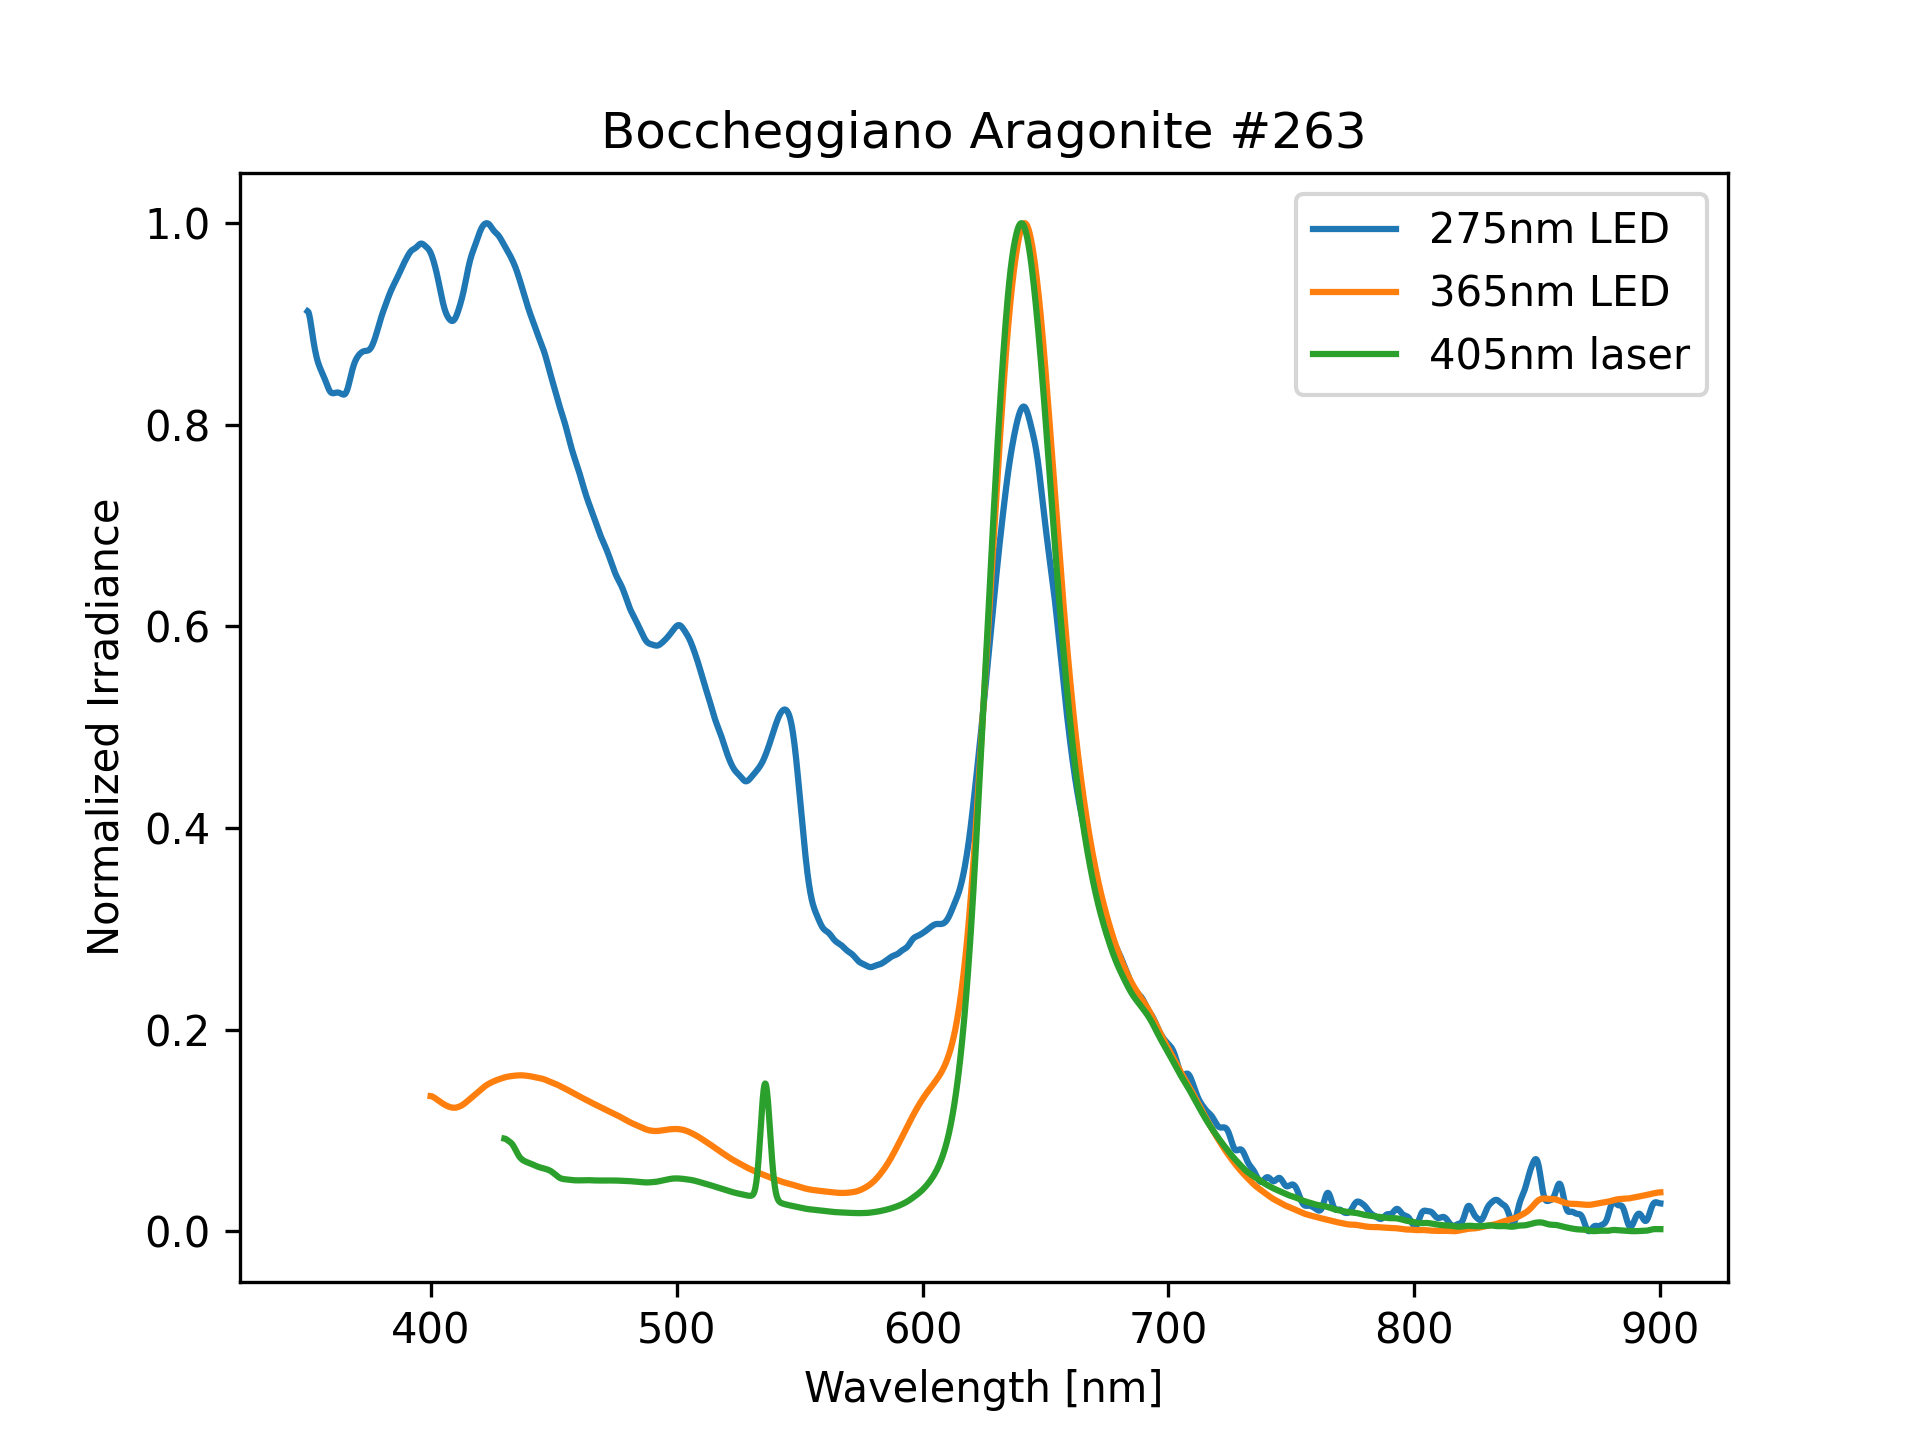 Boccheggiano Aragonite #263
275nm LED
365nm LED
405nm laser
Normalized Irradiance
1.0
0.8
0.6
0.4
0.2
0.0
400 500 600 700 800 900
Wavelength [nm]